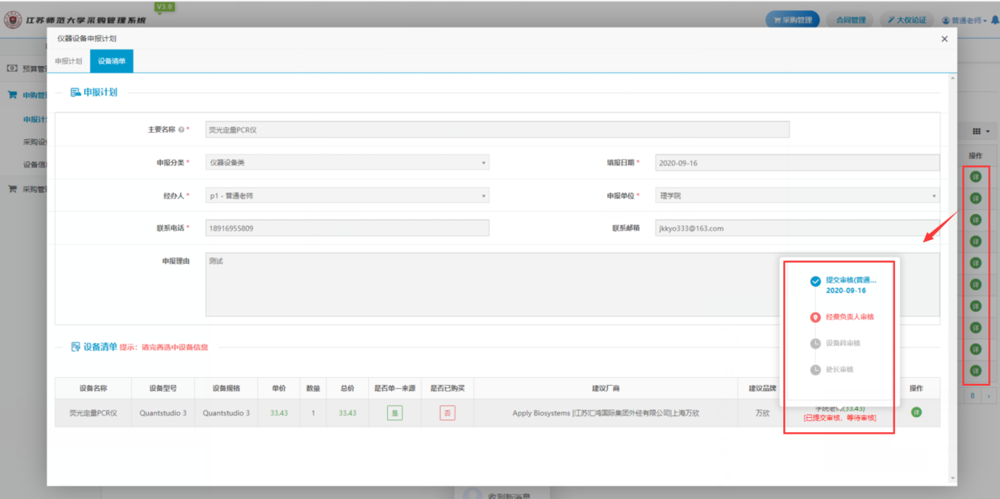 V3.0
江苏师范大学采购管理系统
采购管理
合同管理
大仪论证
普通老师
仪器设备申报计划
申报计划
设备清单
预算管
申购管
申报计
采购设
设备信
采购管
申报计划
主要名称 *
荧光定量PCR仪
申报分类 *
仪器设备类
填报日期 *
2020-09-16
经办人 *
p1 - 普通老师
申报单位 *
理学院
联系电话 *
18916955809
联系邮箱
jkkyo333@163.com
申报理由
测试
提交审核(普通...
2020-09-16
经费负责人审核
设备科审核
处长审核
设备清单 提示：请完善选中设备信息
设备名称 设备型号 设备规格 单价 数量 总价 是否单一来源 是否已购买 建议厂商 建议品牌 操作
荧光定量PCR仪 Quantstudio 3 Quantstudio 3 33.43 1 33.43 是 否 Apply Biosystems |江苏汇鸿国际集团外经有限公司|上海万欣 万欣 学院老师(33.43) 详
[已提交审核，等待审核]
操作
详
详
详
详
详
详
详
详
详
详
8
收到新消息